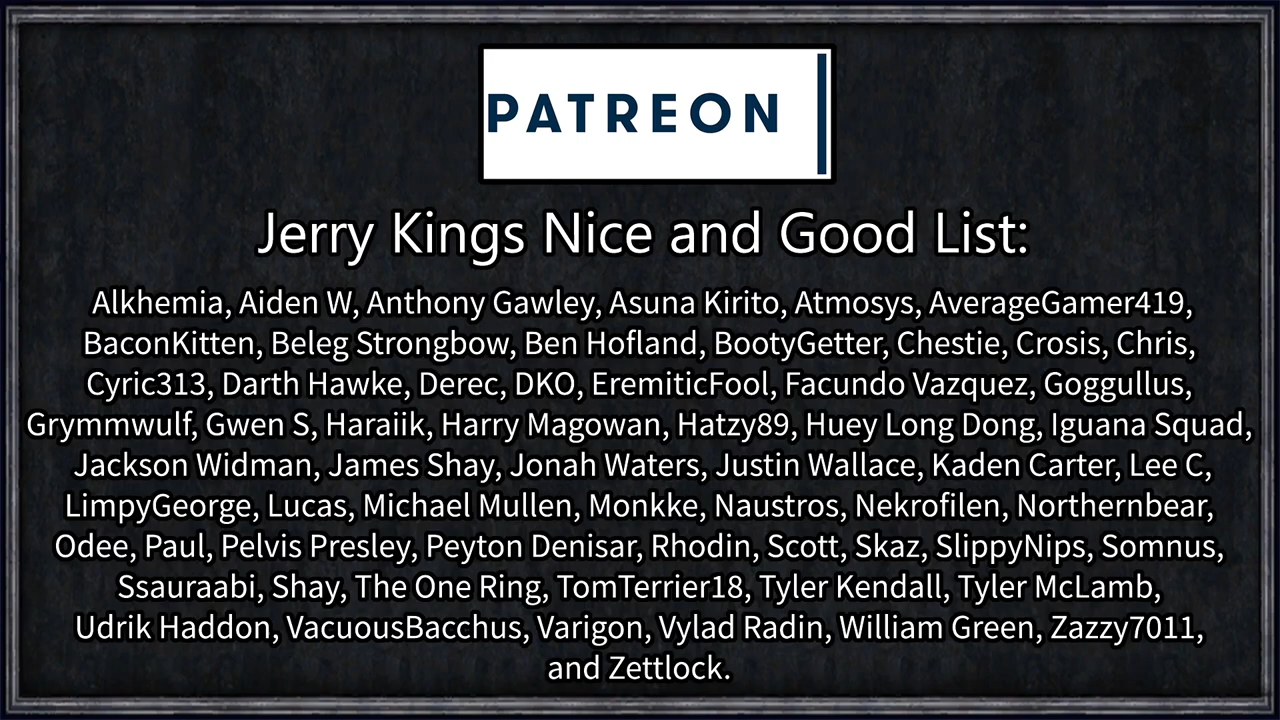 PATREON
Jerry Kings Nice and Good List:
Alkhemia, Aiden W, Anthony Gawley, Asuna Kirito, Atmosys, AverageGamer419,
BaconKitten, Beleg Strongbow, Ben Hofland, BootyGetter, Chestie, Crosis, Chris,
Cyric313, Darth Hawke, Derec, DKO, EremiticFool, Facundo Vazquez, Goggullus,
Grymmwulf, Gwen S, Haraiik, Harry Magowan, Hatzy89, Huey Long Dong, Iguana Squad,
Jackson Widman, James Shay, Jonah Waters, Justin Wallace, Kaden Carter, Lee C,
LimpyGeorge, Lucas, Michael Mullen, Monkke, Naustros, Nekrofilen, Northernbear,
Odee, Paul, Pelvis Presley, Peyton Denisar, Rhodin, Scott, Skaz, SlippyNips, Somnus,
Ssauraabi, Shay, The One Ring, TomTerrier18, Tyler Kendall, Tyler McLamb,
Udrik Haddon, VacuousBacchus, Varigon, Vylad Radin, William Green, Zazzy7011,
and Zettlock.